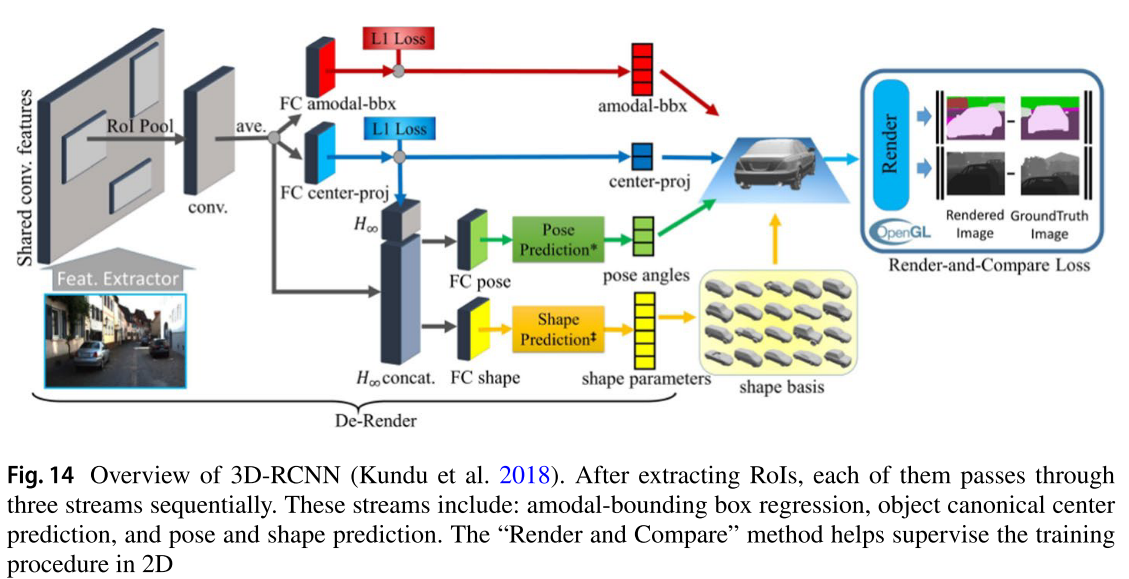 Shared conv. features
RoI Pool
conv.
ave.
Feat. Extractor
L1 Loss
FC amodal-bbx
amodal-bbx
L1 Loss
FC center-proj
center-proj
H∞
FC pose
Pose
Prediction*
pose angles
H∞ concat.
FC shape
Shape
Prediction‡
shape parameters
shape basis
De-Render
Render
OpenGL
Rendered
Image
GroundTruth
Image
Render-and-Compare Loss
Fig. 14 Overview of 3D-RCNN (Kundu et al. 2018). After extracting RoIs, each of them passes through
three streams sequentially. These streams include: amodal-bounding box regression, object canonical center
prediction, and pose and shape prediction. The “Render and Compare” method helps supervise the training
procedure in 2D